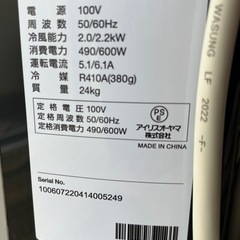 電源 100V
周波数 50/60Hz
冷風能力 2.0/2.2kW
消費電力 490/600W
運転電流 5.1/6.1A
冷媒 R410A(380g)
質量 24kg
定格電圧 100V
定格周波数 50/60Hz
定格消費電力 490/600W
PS
E
アイリスオーヤマ
株式会社
MADE IN CHINA
Serial No.
100607220414005249
WASUNG LF 2022 -F-